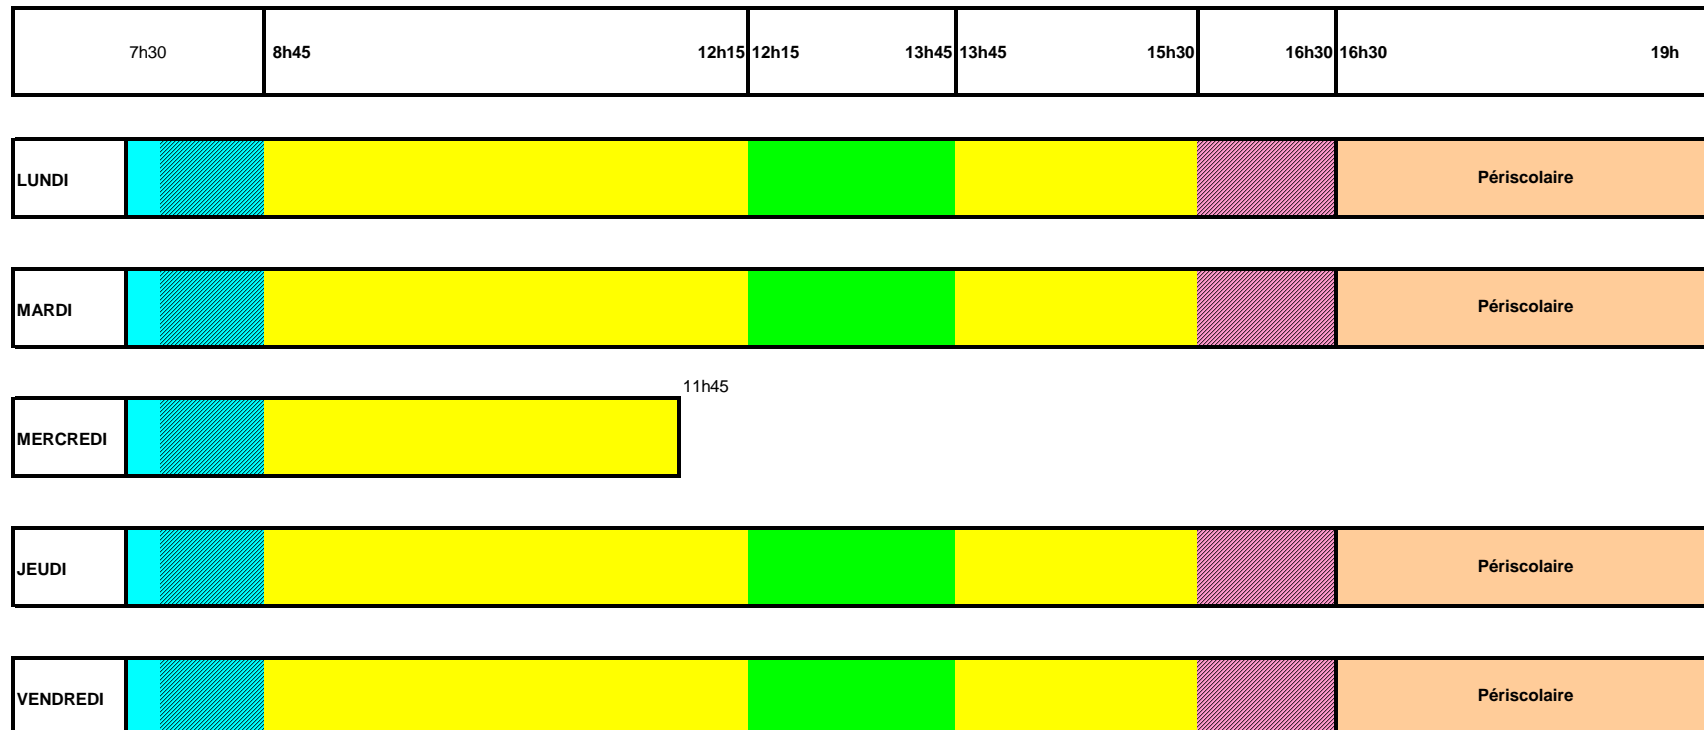 7h30 8h45 12h15 12h15 13h45 13h45 15h30 16h30 16h30 19h
LUNDI Périscolaire
MARDI Périscolaire
11h45
MERCREDI
JEUDI Périscolaire
VENDREDI Périscolaire